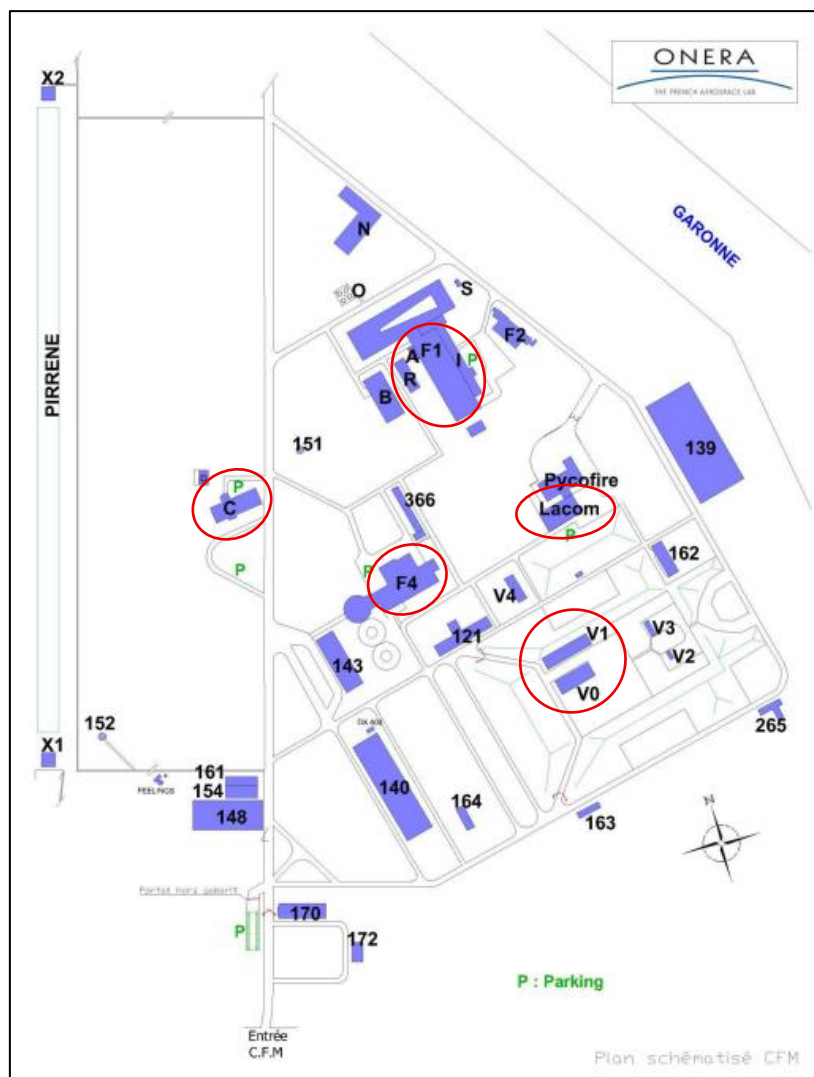 ONERA
THE FRENCH AEROSPACE LAB
X2
GARONNE
N
O
S
F2
A
F1
I
P
R
B
PIRRENE
139
151
Pycofire
P
C
366
Lacom
P
162
P
P
F4
V4
V3
V1
121
V2
143
V0
152
265
DX 400
X1
161
FEELINGS
154
140
164
148
163
N
Portail hors gabarit
170
P
172
P : Parking
Entrée
C.F.M
Plan schématisé CFM